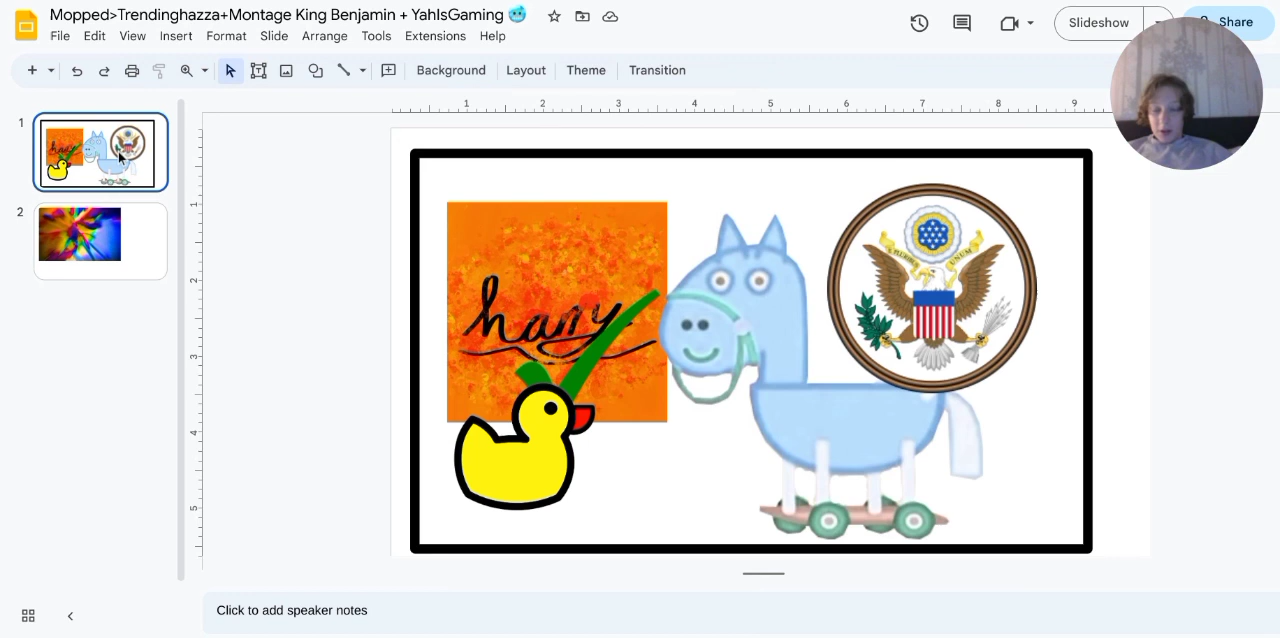 Mopped>Trendinghazza+Montage King Benjamin + YahIsGaming
File Edit View Insert Format Slide Arrange Tools Extensions Help
Slideshow
Share
Background Layout Theme Transition
1 2 3 4 5 6 7 8 9
1
2
1
2
3
4
5
harry
E PLURIBUS UNUM
Click to add speaker notes